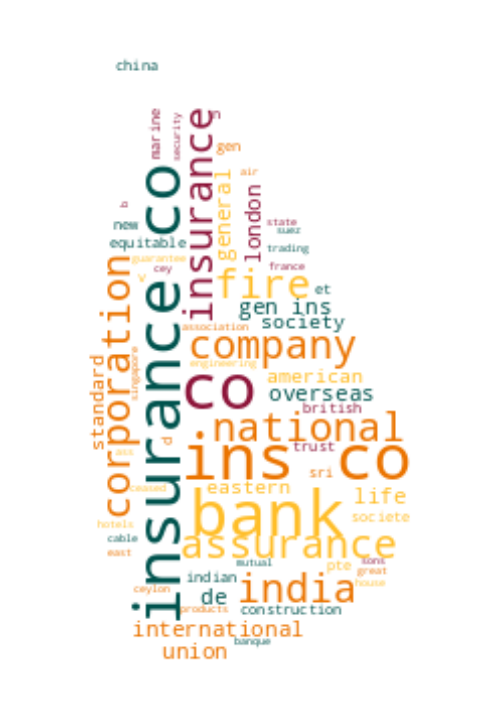 china
marine
security
insurance
g
gen
air
insurance co
general
london
b
state
new
suez
equitable
trading
guarantee
cey
france
v
fire
et
corporation
gen ins
society
association
company
standard
singapore
engineering
american
co
overseas
british
national
d
trust
ass
ins co
sri
ceased
eastern
life
bank
societe
hotels
cable
assurance
east
mutual
lions
pte
great
indian
india
house
ceylon
de
products
construction
international
banque
union